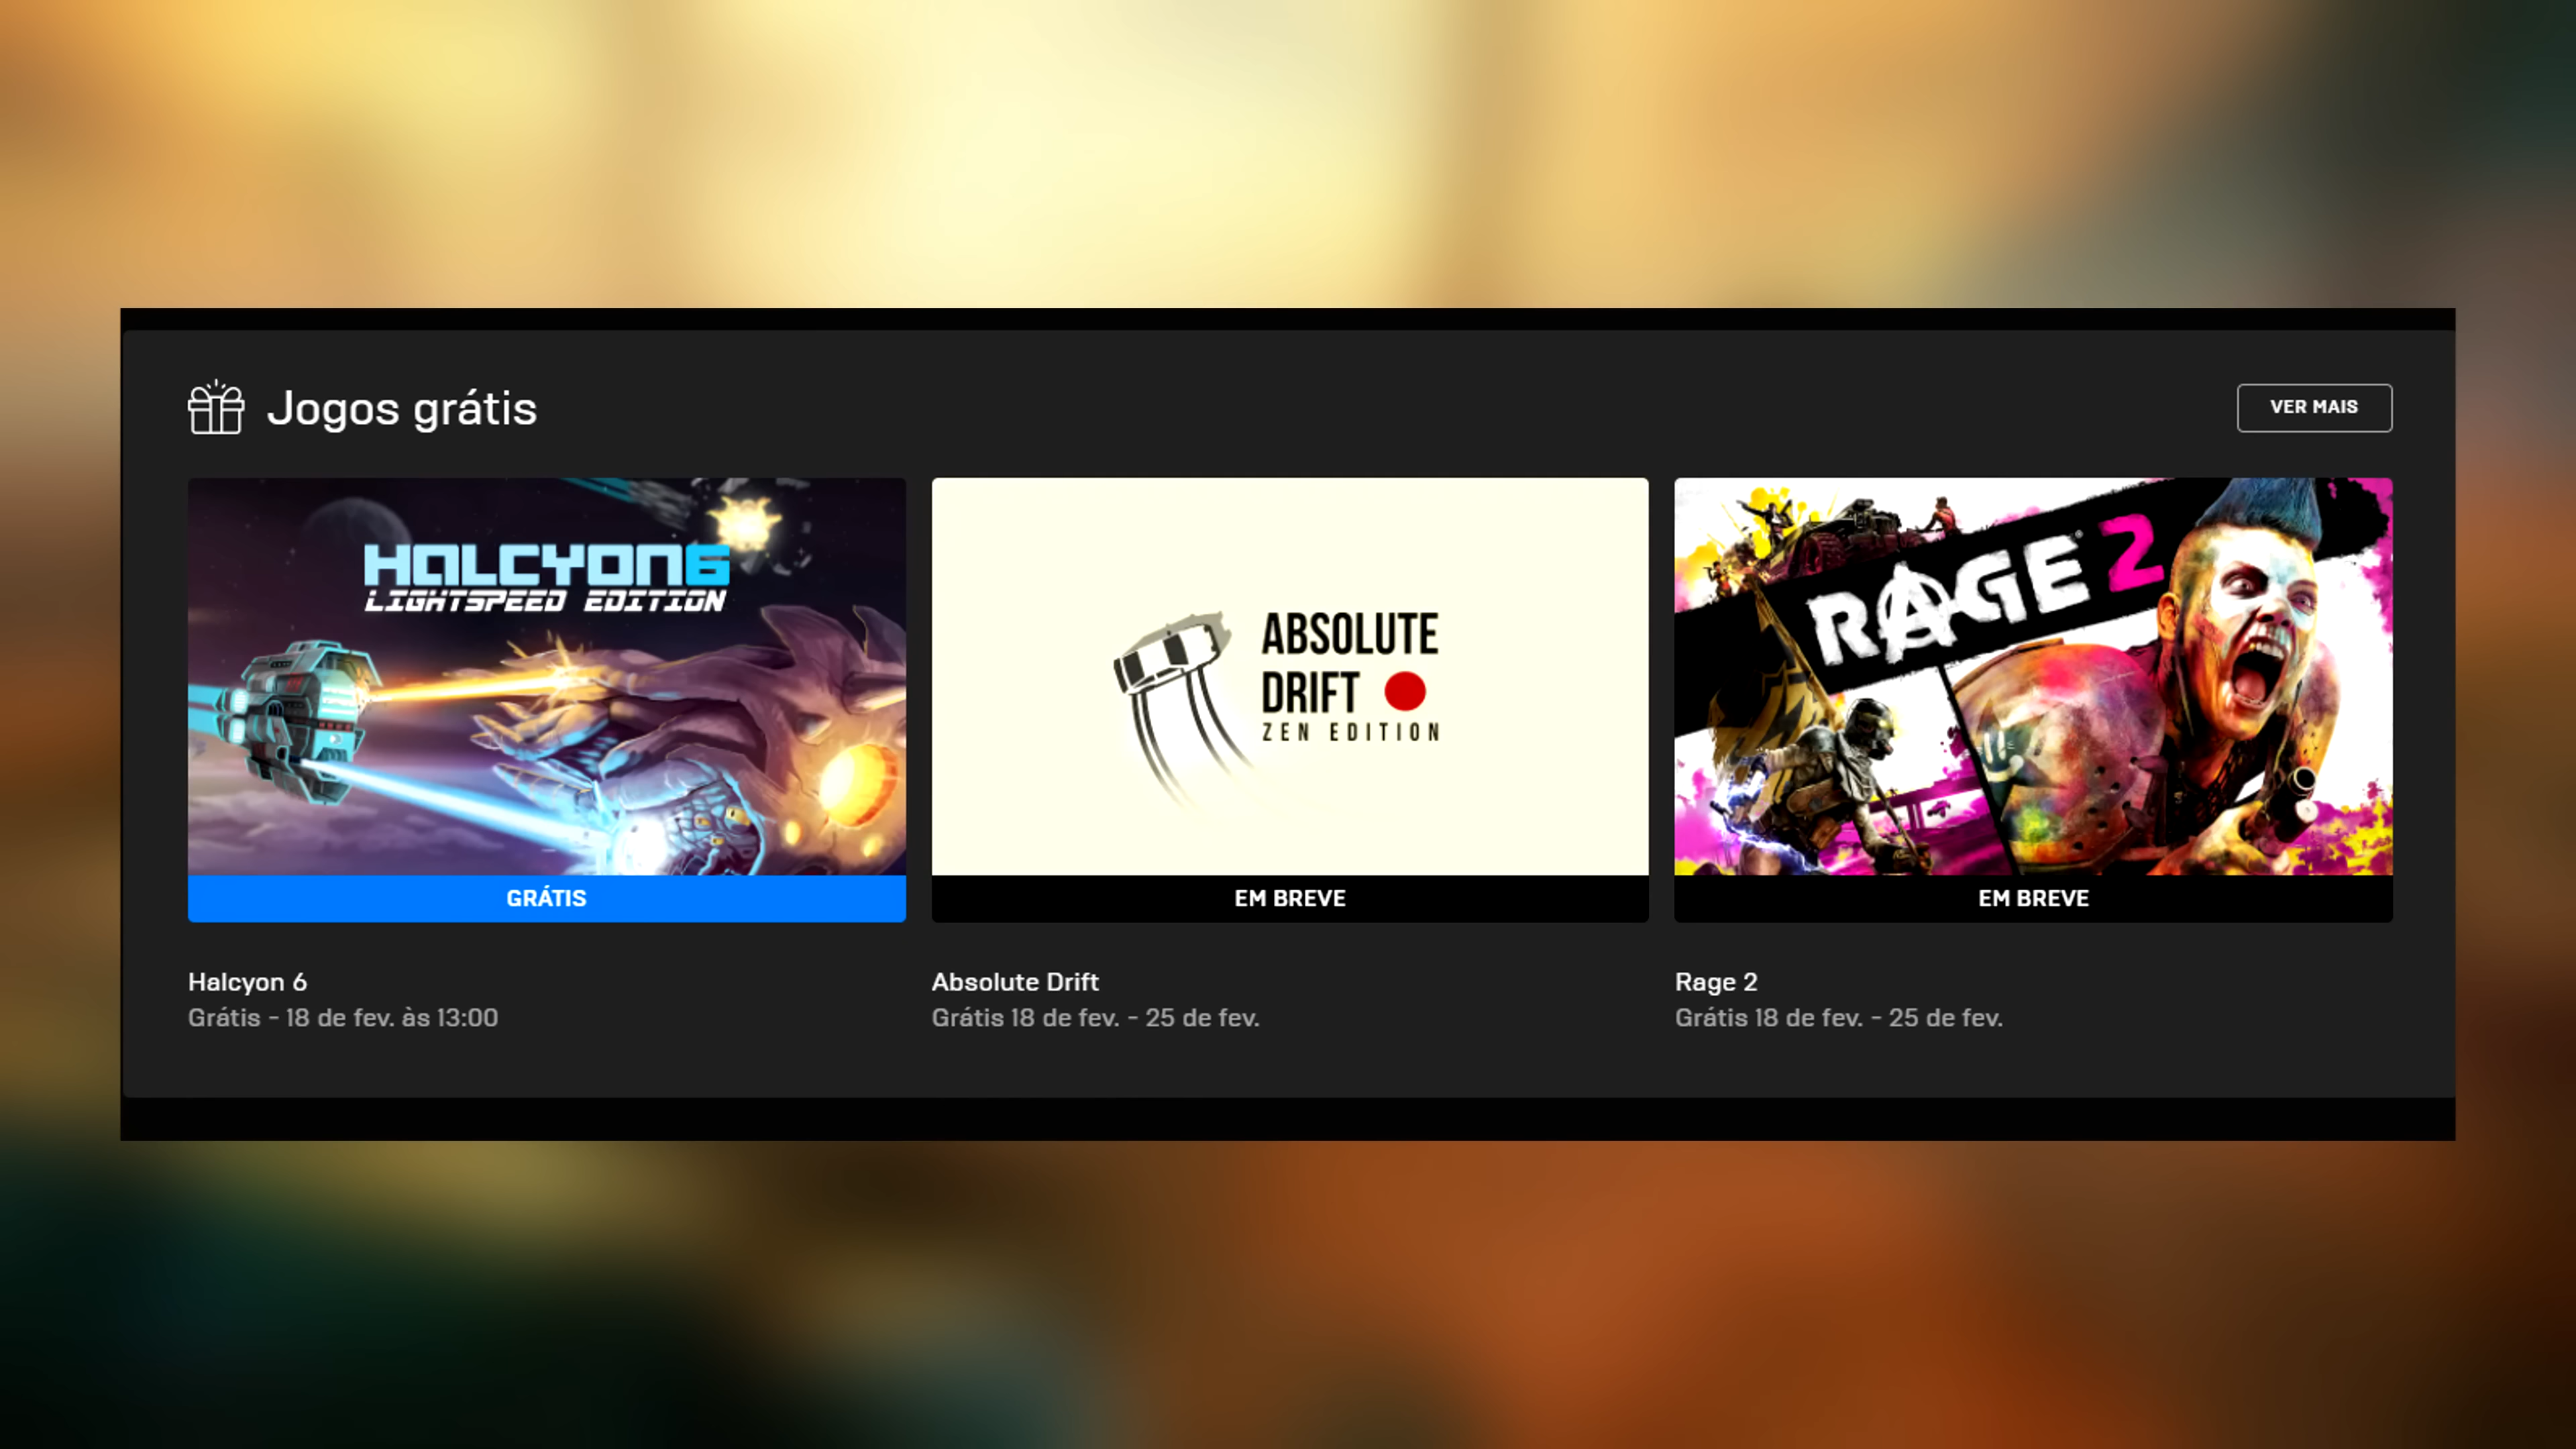 Jogos grátis
VER MAIS
HALCYON6
LIGHTSPEED EDITION
GRÁTIS
Halcyon 6
Grátis - 18 de fev. às 13:00
ABSOLUTE
DRIFT
ZEN EDITION
EM BREVE
Absolute Drift
Grátis 18 de fev. - 25 de fev.
RAGE 2
EM BREVE
Rage 2
Grátis 18 de fev. - 25 de fev.